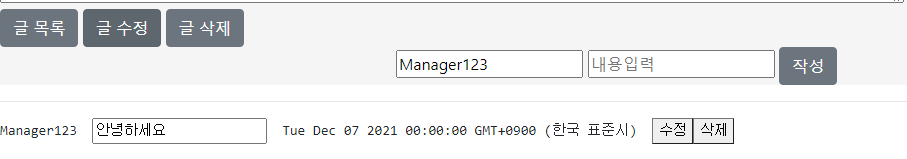 글 목록 글 수정 글 삭제
Manager123 내용입력 작성
Manager123 안녕하세요 Tue Dec 07 2021 00:00:00 GMT+0900 (한국 표준시) 수정 삭제